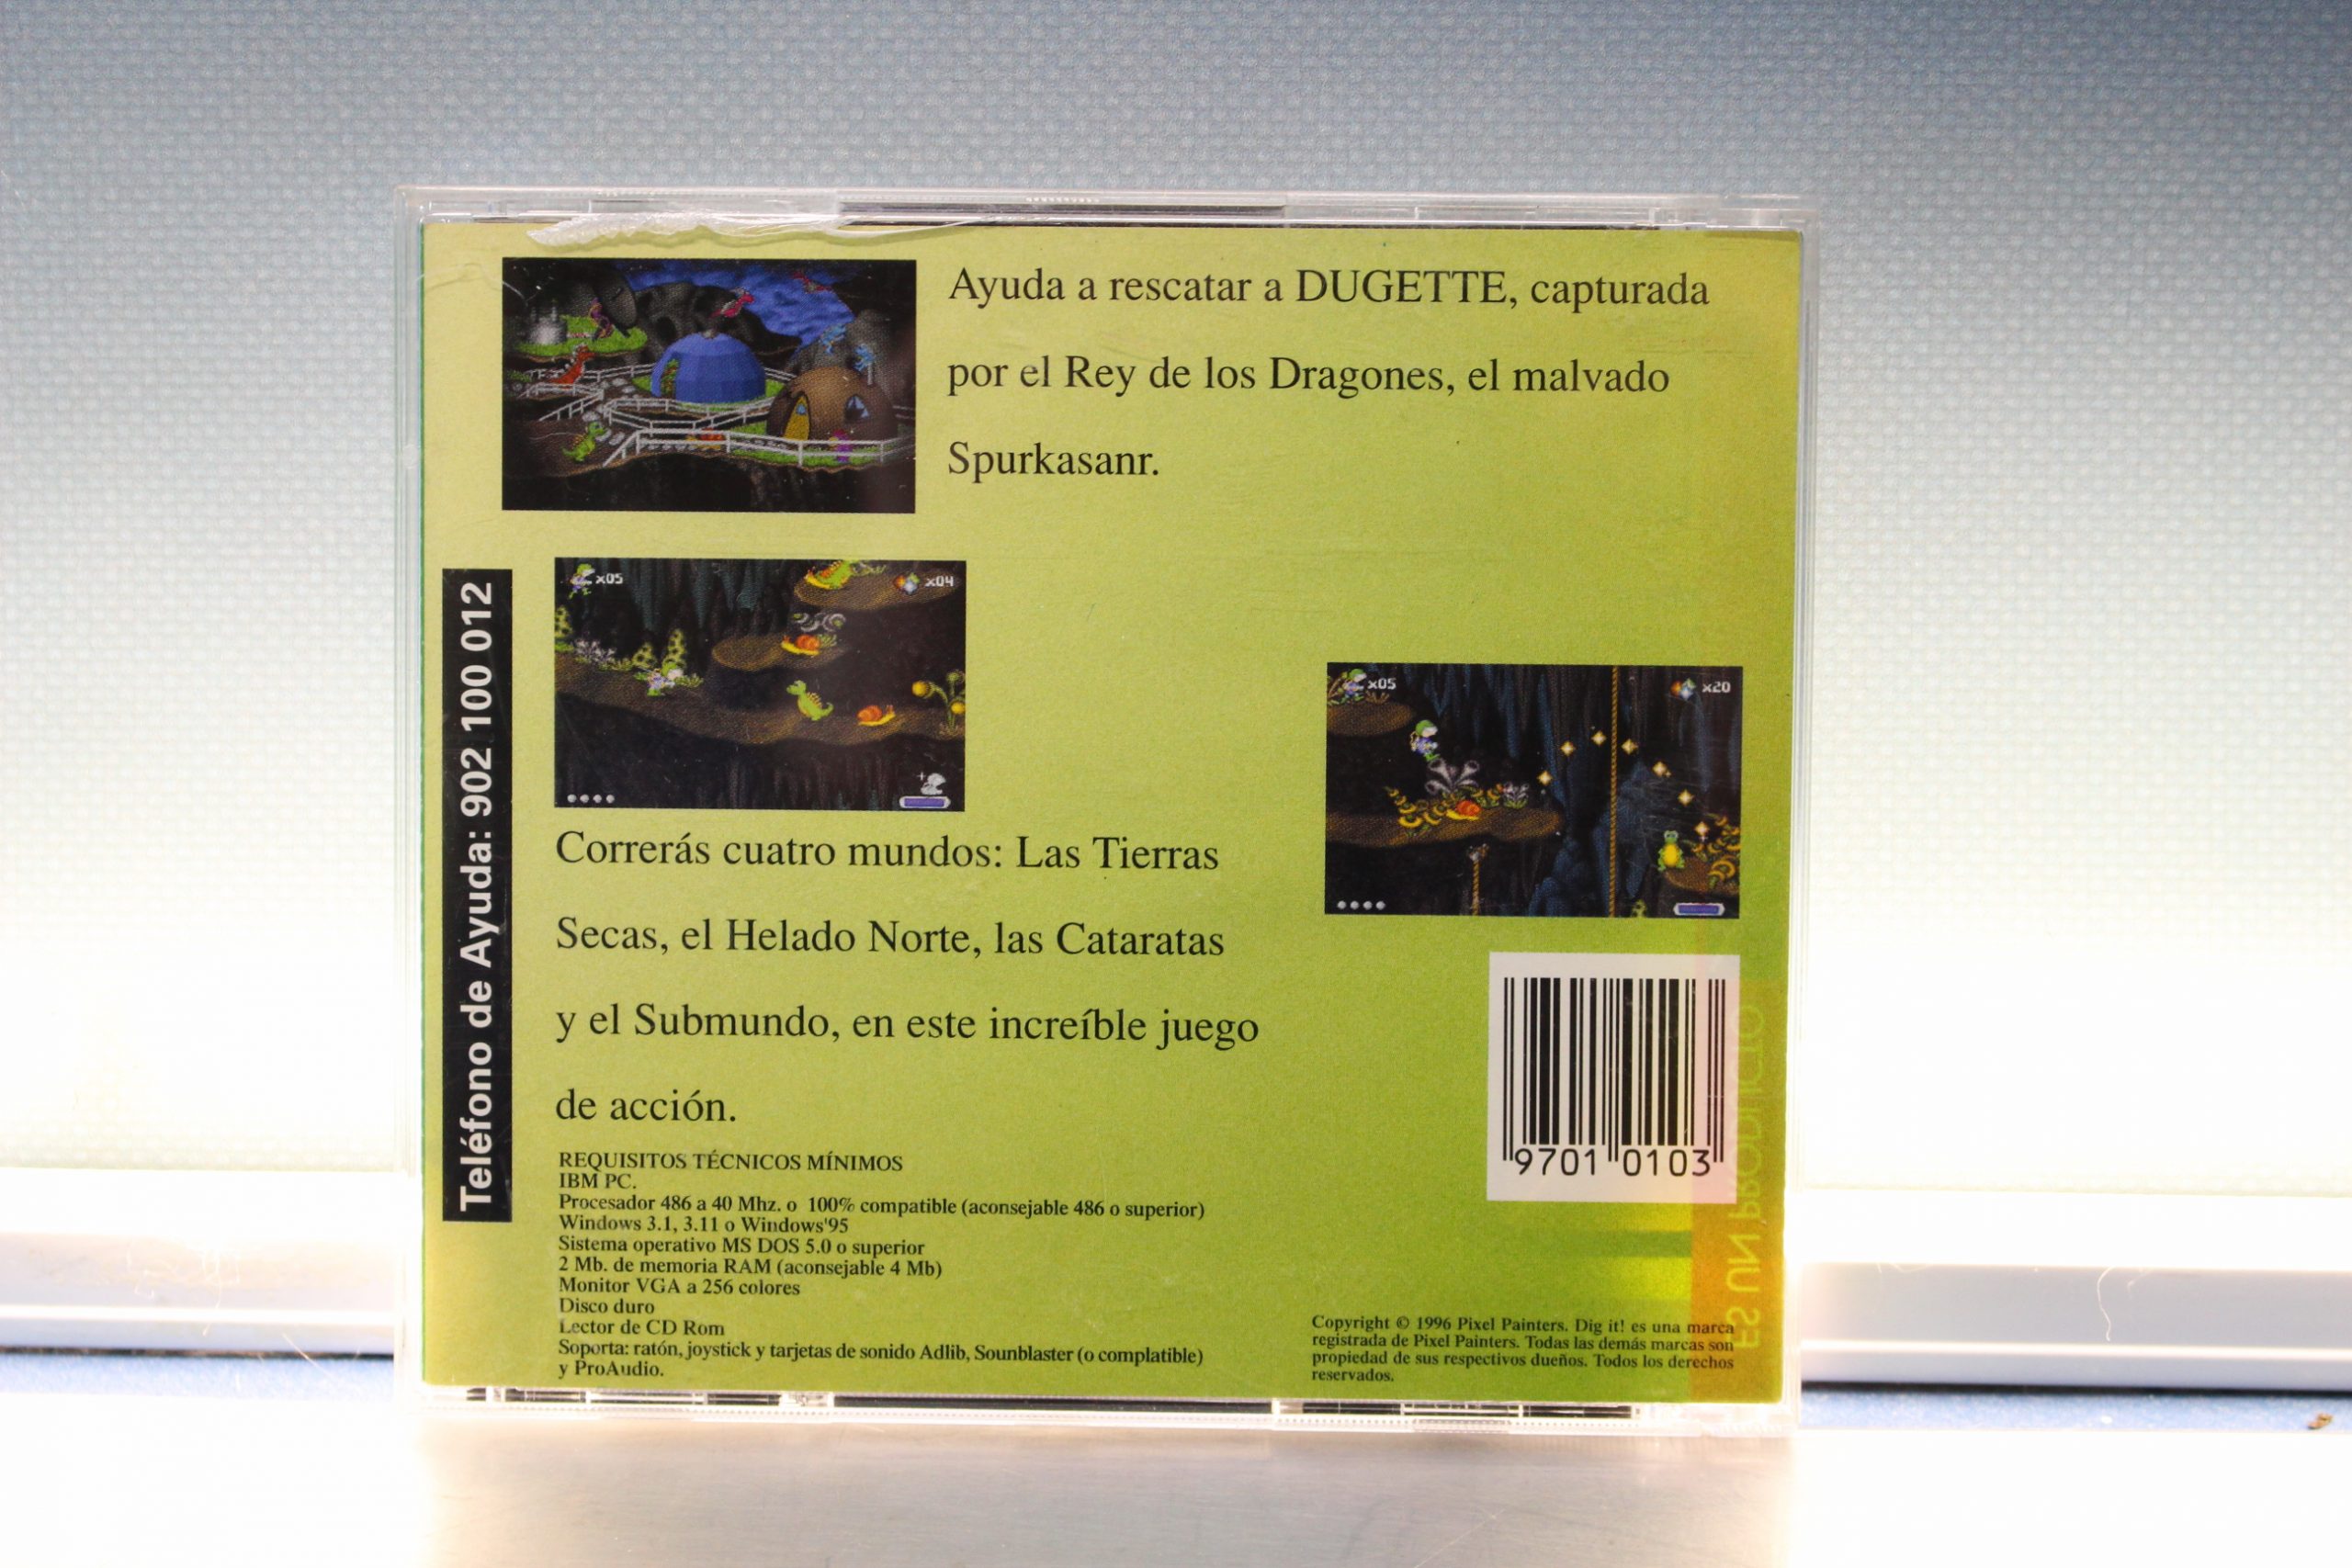 Ayuda a rescatar a DUGETTE, capturada
por el Rey de los Dragones, el malvado
Spurkasanr.
x05
x04
x05
x20
Teléfono de Ayuda: 902 100 012
Correrás cuatro mundos: Las Tierras
Secas, el Helado Norte, las Cataratas
y el Submundo, en este increíble juego
de acción.
9701 0103
REQUISITOS TÉCNICOS MÍNIMOS
IBM PC.
Procesador 486 a 40 Mhz. o 100% compatible (aconsejable 486 o superior)
Windows 3.1, 3.11 o Windows'95
Sistema operativo MS DOS 5.0 o superior
2 Mb. de memoria RAM (aconsejable 4 Mb)
Monitor VGA a 256 colores
Disco duro
Lector de CD Rom
Soporta: ratón, joystick y tarjetas de sonido Adlib, Sounblaster (o complatible)
y ProAudio.
Copyright © 1996 Pixel Painters. Dig it! es una marca
registrada de Pixel Painters. Todas las demás marcas son
propiedad de sus respectivos dueños. Todos los derechos
reservados.
ES UN PRODUCTO